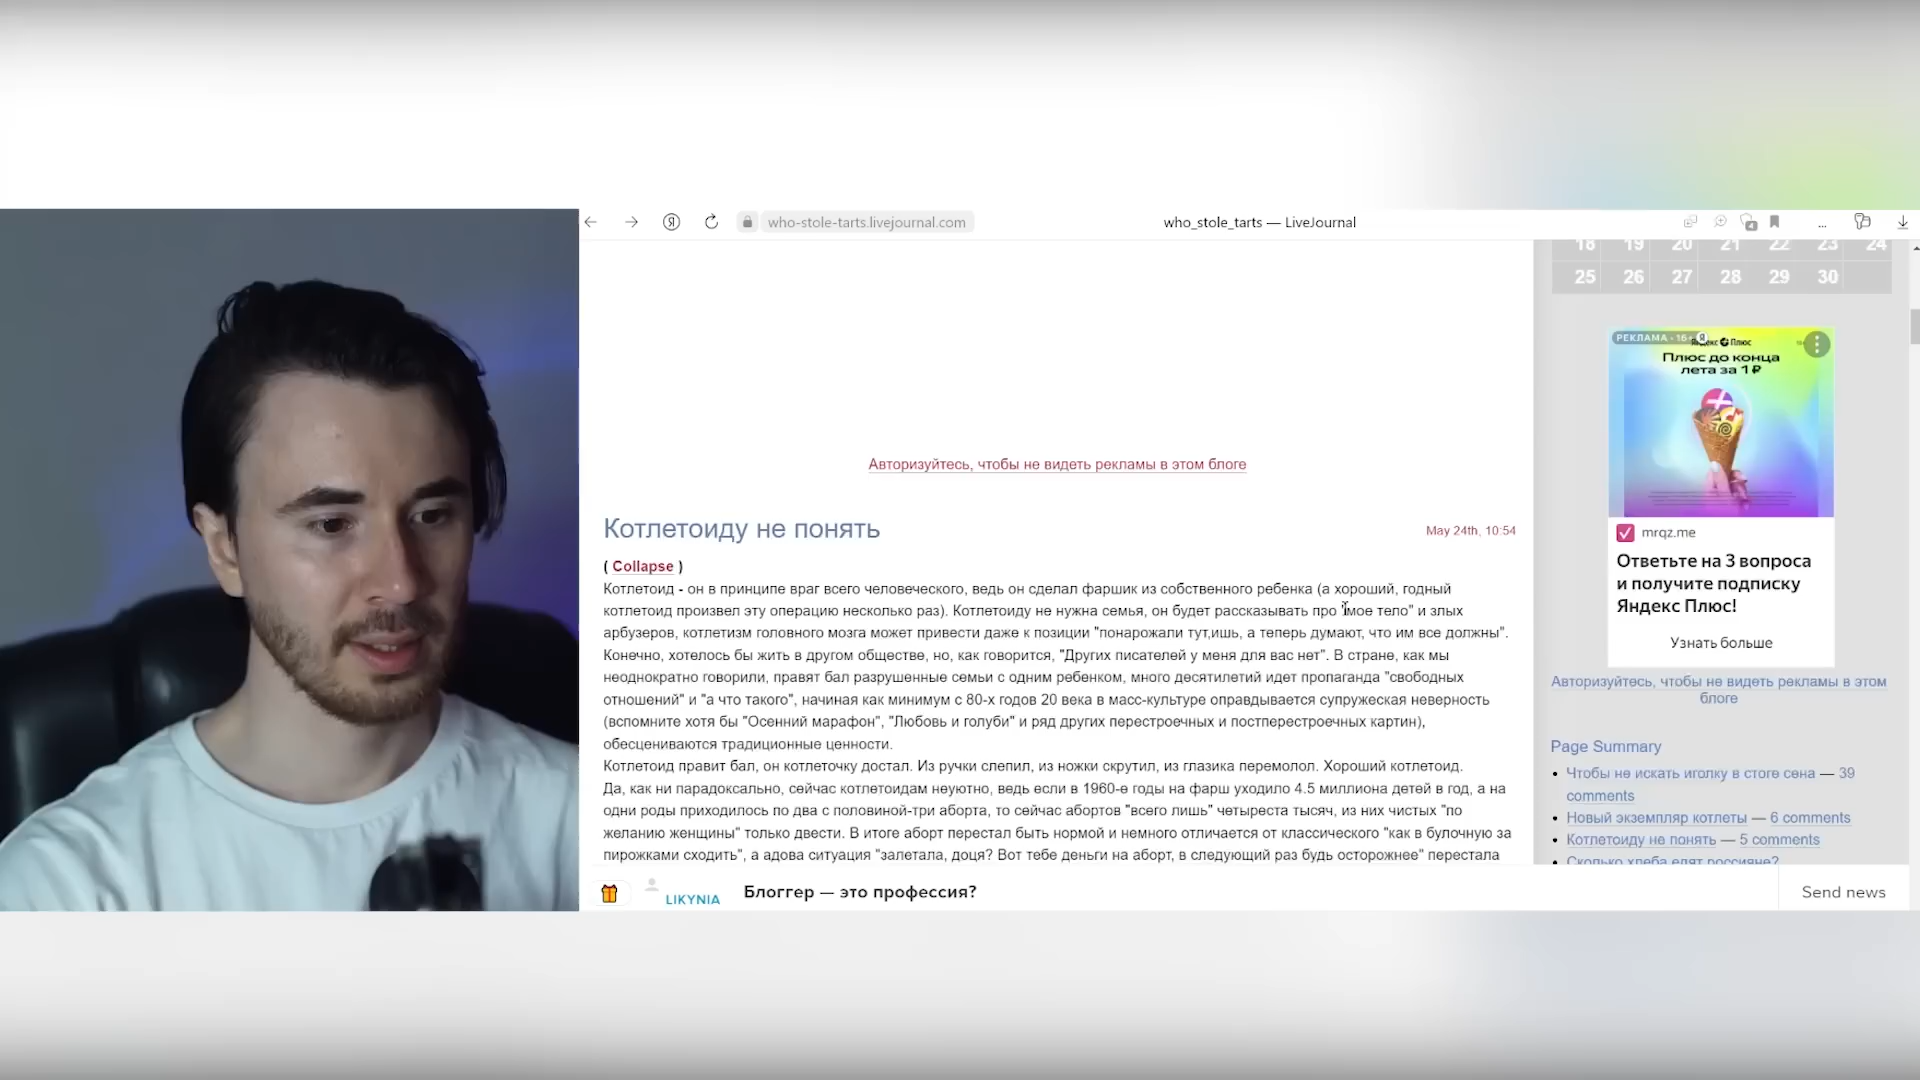 who-stole-tarts.livejournal.com
who_stole_tarts — LiveJournal
18 19 20 21 22 23 24
25 26 27 28 29 30
Авторизуйтесь, чтобы не видеть рекламы в этом блоге
Котлетоиду не понять
May 24th, 10:54
( Collapse )
Котлетоид - он в принципе враг всего человеческого, ведь он сделал фаршик из собственного ребенка (а хороший, годный
котлетоид произвел эту операцию несколько раз). Котлетоиду не нужна семья, он будет рассказывать про "мое тело" и злых
арбузеров, котлетизм головного мозга может привести даже к позиции "понарожали тут,ишь, а теперь думают, что им все должны".
Конечно, хотелось бы жить в другом обществе, но, как говорится, "Других писателей у меня для вас нет". В стране, как мы
неоднократно говорили, правят бал разрушенные семьи с одним ребенком, много десятилетий идет пропаганда "свободных
отношений" и "а что такого", начиная как минимум с 80-х годов 20 века в масс-культуре оправдывается супружеская неверность
(вспомните хотя бы "Осенний марафон", "Любовь и голуби" и ряд других перестроечных и постперестроечных картин),
обесцениваются традиционные ценности.
Котлетоид правит бал, он котлеточку достал. Из ручки слепил, из ножки скрутил, из глазика перемолол. Хороший котлетоид.
Да, как ни парадоксально, сейчас котлетоидам неуютно, ведь если в 1960-е годы на фарш уходило 4.5 миллиона детей в год, а на
одни роды приходилось по два с половиной-три аборта, то сейчас абортов "всего лишь" четыреста тысяч, из них чистых "по
желанию женщины" только двести. В итоге аборт перестал быть нормой и немного отличается от классического "как в булочную за
пирожками сходить", а адова ситуация "залетала, доця? Вот тебе деньги на аборт, в следующий раз будь осторожнее" перестала
РЕКЛАМА • 16+
Яндекс Плюс
Плюс до конца
лета за 1 ₽
mrqz.me
Ответьте на 3 вопроса
и получите подписку
Яндекс Плюс!
Узнать больше
Авторизуйтесь, чтобы не видеть рекламы в этом
блоге
Page Summary
Чтобы не искать иголку в стоге сена — 39
comments
Новый экземпляр котлеты — 6 comments
Котлетоиду не понять — 5 comments
Сколько хлеба едят россияне?
LIKYNIA
Блоггер — это профессия?
Send news